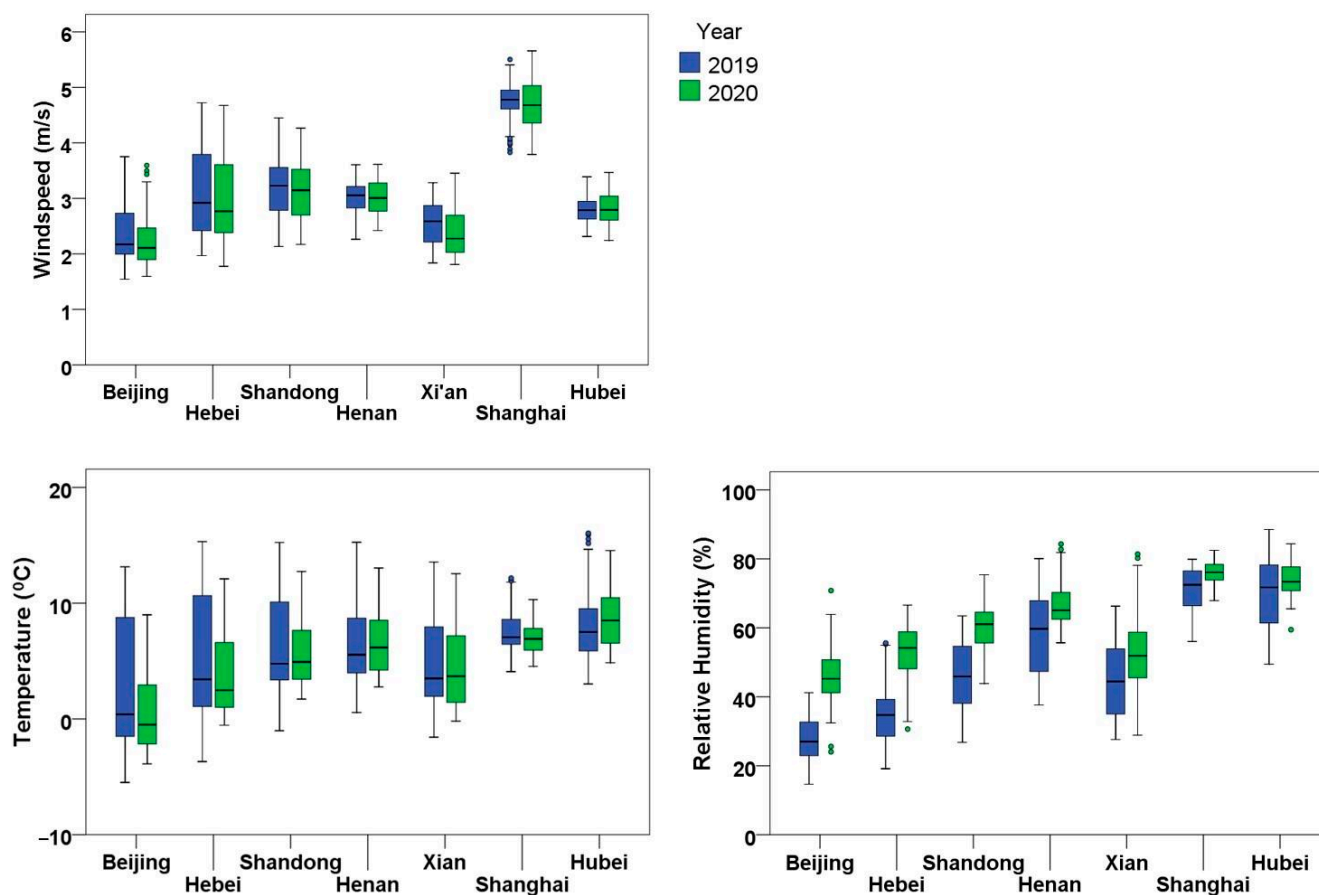 Year
2019
2020
Windspeed (m/s)
6
5
4
3
2
1
0
Beijing
Hebei
Shandong
Henan
Xi'an
Shanghai
Hubei
Temperature (⁰C)
20
10
0
–10
Beijing
Hebei
Shandong
Henan
Xian
Shanghai
Hubei
Relative Humidity (%)
100
80
60
40
20
0
Beijing
Hebei
Shandong
Henan
Xian
Shanghai
Hubei